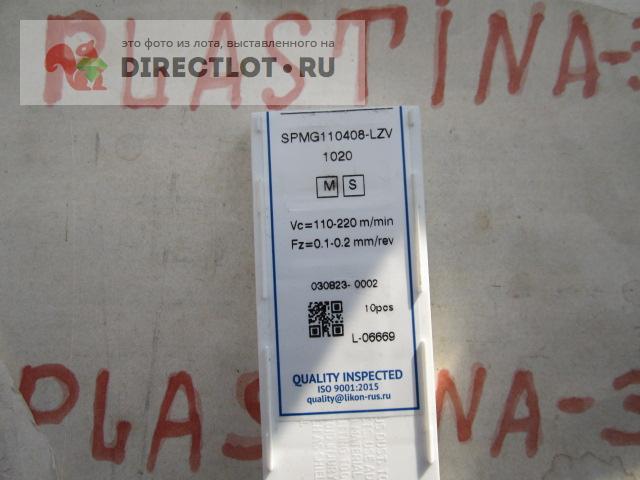 это фото из лота, выставленного на
DIRECTLOT.RU
PLASTINA-3
SPMG110408-LZV
1020
M S
Vc=110-220 m/min
Fz=0.1-0.2 mm/rev
030823-0002
10pcs
L-06669
QUALITY INSPECTED
ISO 9001:2015
quality@likon-rus.ru
PLASTINA-3